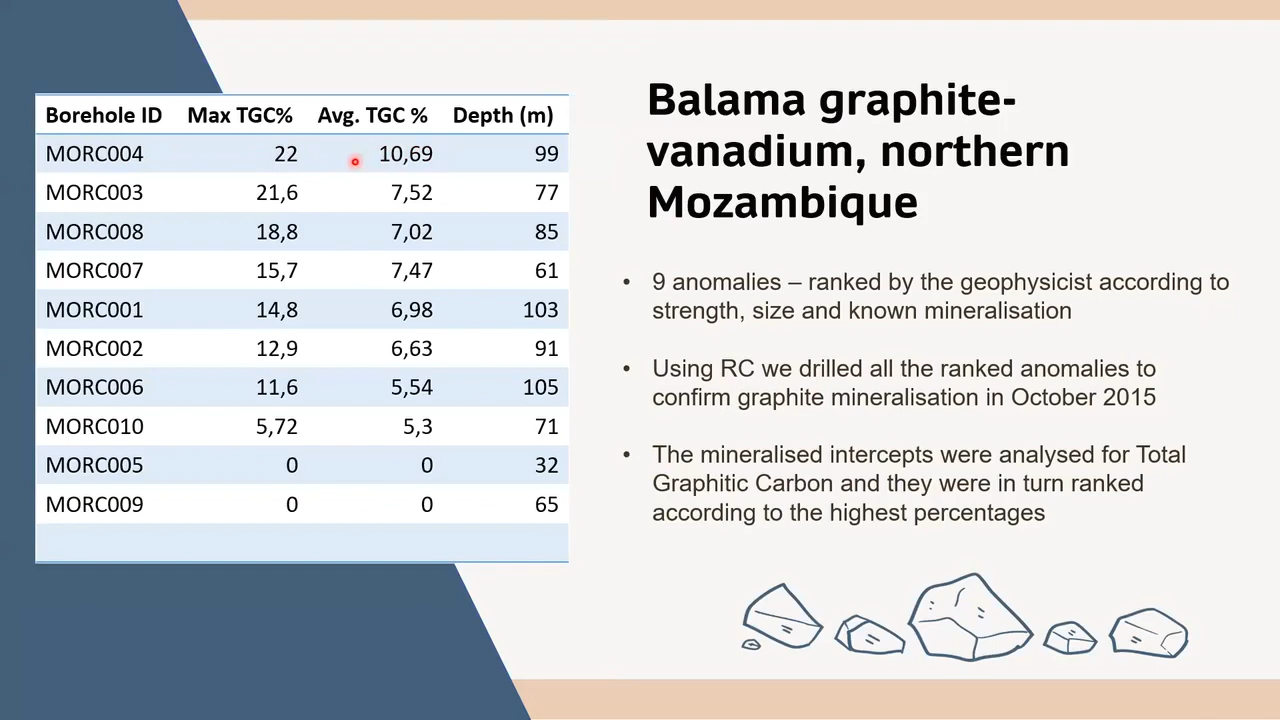 Borehole ID Max TGC% Avg. TGC % Depth (m)
MORC004 22 10,69 99
MORC003 21,6 7,52 77
MORC008 18,8 7,02 85
MORC007 15,7 7,47 61
MORC001 14,8 6,98 103
MORC002 12,9 6,63 91
MORC006 11,6 5,54 105
MORC010 5,72 5,3 71
MORC005 0 0 32
MORC009 0 0 65
Balama graphite-
vanadium, northern
Mozambique
• 9 anomalies – ranked by the geophysicist according to
strength, size and known mineralisation
• Using RC we drilled all the ranked anomalies to
confirm graphite mineralisation in October 2015
• The mineralised intercepts were analysed for Total
Graphitic Carbon and they were in turn ranked
according to the highest percentages